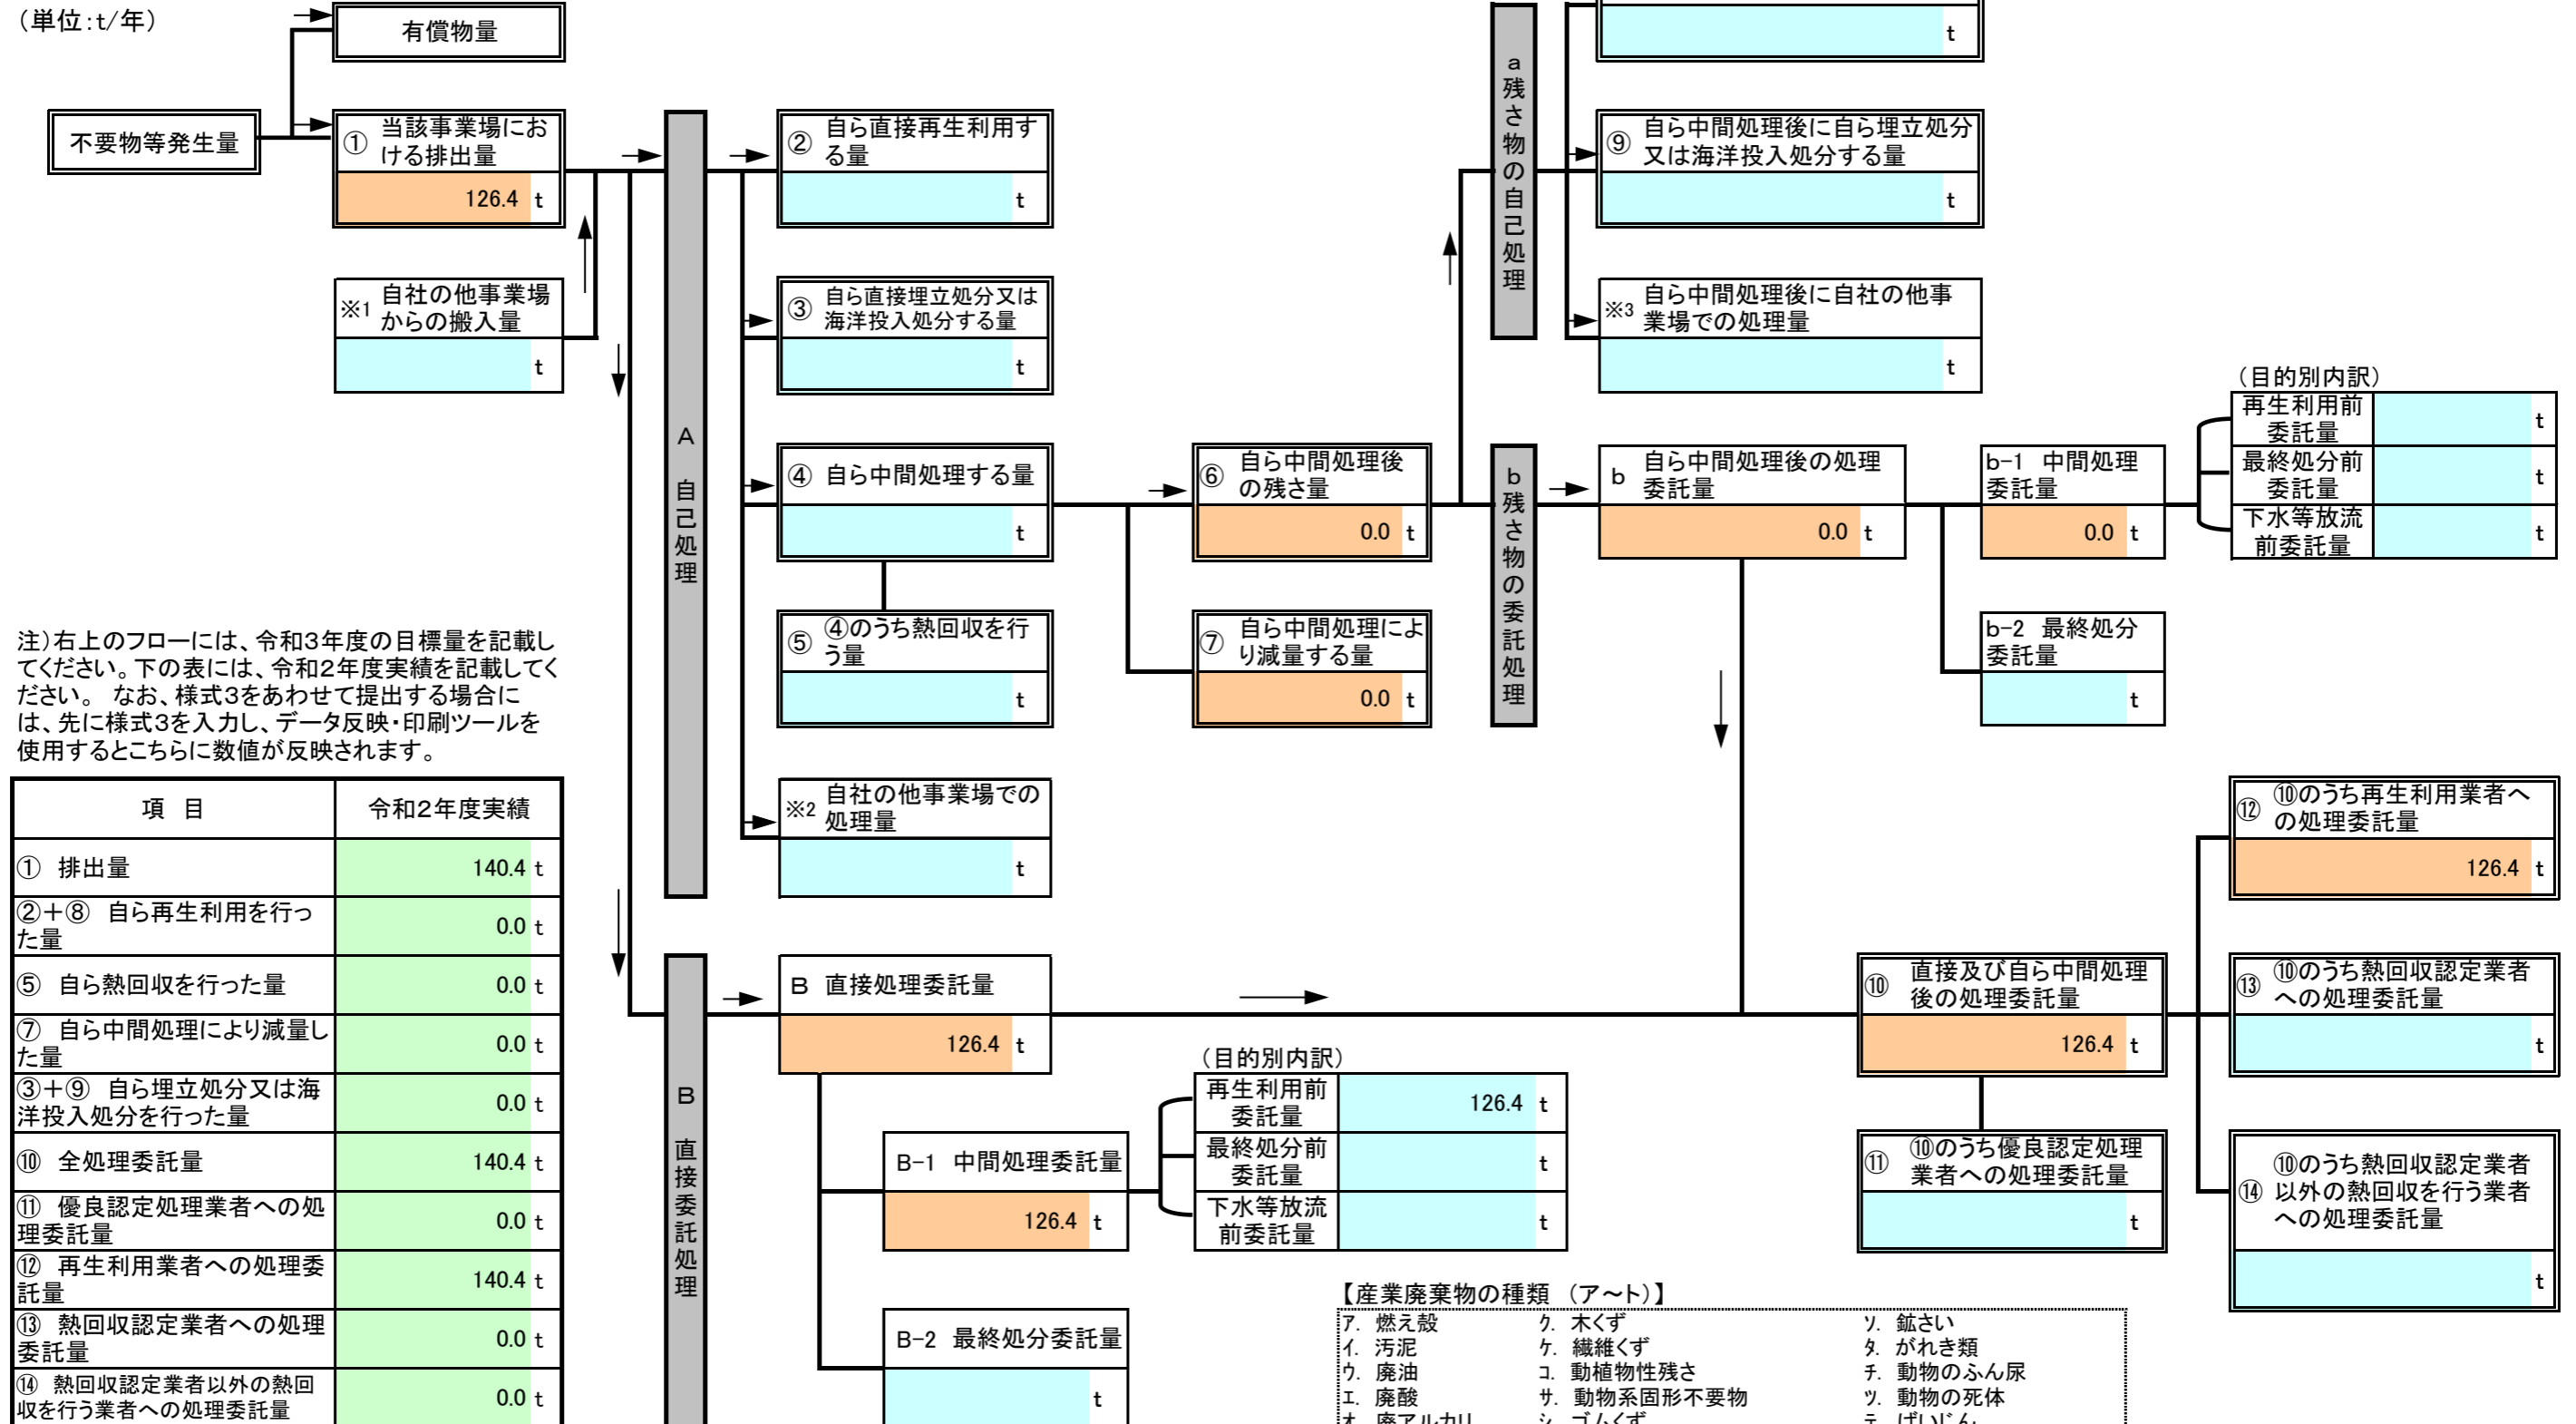 （単位:t/年）
有償物量
不要物等発生量
① 当該事業場にお
ける排出量
126.4 t
※1 自社の他事業場
からの搬入量
t
A 自己処理
② 自ら直接再生利用す
る量
t
③ 自ら直接埋立処分又は
海洋投入処分する量
t
④ 自ら中間処理する量
t
⑤ ④のうち熱回収を行
う量
t
※2 自社の他事業場での
処理量
t
⑥ 自ら中間処理後
の残さ量
0.0 t
⑦ 自ら中間処理によ
り減量する量
0.0 t
a 残さ物の自己処理
t
⑨ 自ら中間処理後に自ら埋立処分
又は海洋投入処分する量
t
※3 自ら中間処理後に自社の他事
業場での処理量
t
b 残さ物の委託処理
b 自ら中間処理後の処理
委託量
0.0 t
b-1 中間処理
委託量
0.0 t
（目的別内訳）
再生利用前
委託量
t
最終処分前
委託量
t
下水等放流
前委託量
t
b-2 最終処分
委託量
t
注）右上のフローには、令和3年度の目標量を記載し
てください。下の表には、令和2年度実績を記載してく
ださい。 なお、様式3をあわせて提出する場合に
は、先に様式3を入力し、データ反映・印刷ツールを
使用するとこちらに数値が反映されます。
項 目 令和2年度実績
① 排出量 140.4 t
②＋⑧ 自ら再生利用を行っ
た量
0.0 t
⑤ 自ら熱回収を行った量 0.0 t
⑦ 自ら中間処理により減量し
た量
0.0 t
③＋⑨ 自ら埋立処分又は海
洋投入処分を行った量
0.0 t
⑩ 全処理委託量 140.4 t
⑪ 優良認定処理業者への処
理委託量
0.0 t
⑫ 再生利用業者への処理委
託量
140.4 t
⑬ 熱回収認定業者への処理
委託量
0.0 t
⑭ 熱回収認定業者以外の熱回
収を行う業者への処理委託量
0.0 t
B 直接委託処理
B 直接処理委託量
126.4 t
B-1 中間処理委託量
126.4 t
（目的別内訳）
再生利用前
委託量
126.4 t
最終処分前
委託量
t
下水等放流
前委託量
t
B-2 最終処分委託量
t
⑩ 直接及び自ら中間処理
後の処理委託量
126.4 t
⑪ ⑩のうち優良認定処理
業者への処理委託量
t
⑫ ⑩のうち再生利用業者へ
の処理委託量
126.4 t
⑬ ⑩のうち熱回収認定業者
への処理委託量
t
⑭ ⑩のうち熱回収認定業者
以外の熱回収を行う業者
への処理委託量
t
【産業廃棄物の種類 （ア～ト）】
ア. 燃え殻 ク. 木くず ソ. 鉱さい
イ. 汚泥 ケ. 繊維くず タ. がれき類
ウ. 廃油 コ. 動植物性残さ チ. 動物のふん尿
エ. 廃酸 サ. 動物系固形不要物 ツ. 動物の死体
オ. 廃アルカリ シ. ゴムくず テ. ばいじん